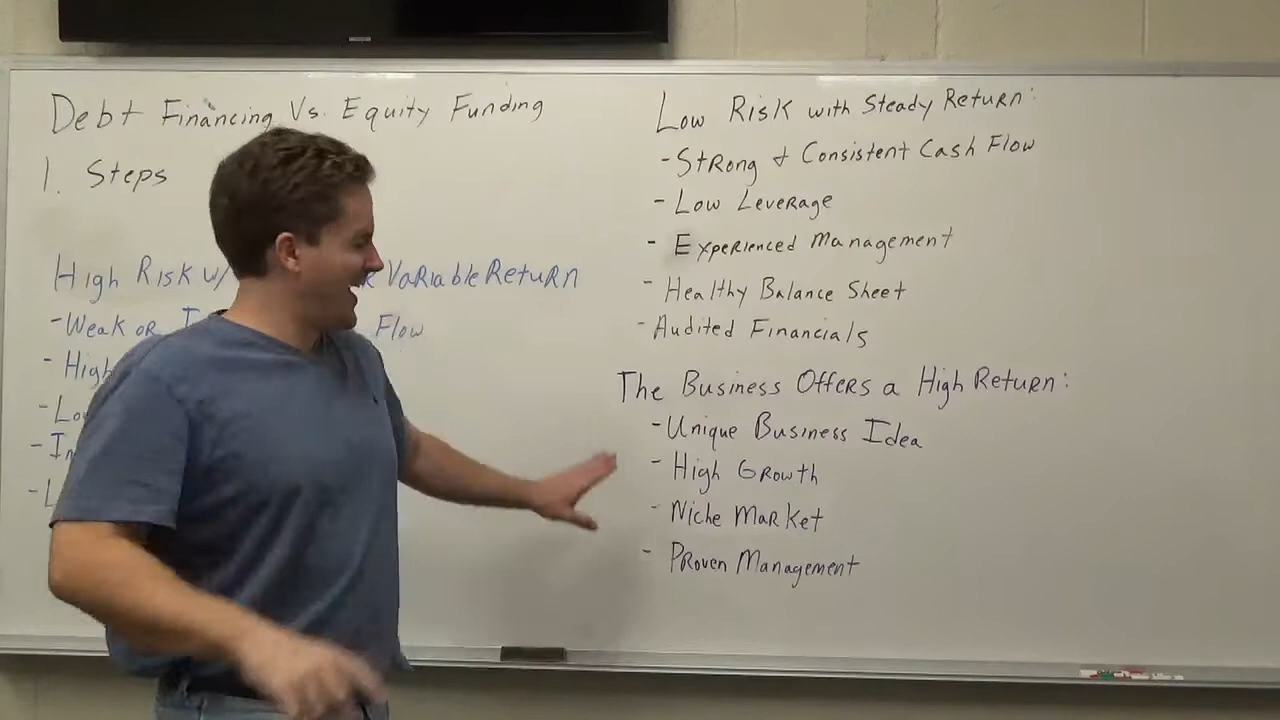 Debt Financing Vs. Equity Funding
1. Steps
High Risk w/ Variable Return
- Weak or Flow
- High
-
-
-
Low Risk with Steady Return:
- Strong & Consistent Cash Flow
- Low Leverage
- Experienced Management
- Healthy Balance Sheet
- Audited Financials
The Business Offers a High Return:
- Unique Business Idea
- High Growth
- Niche Market
- Proven Management